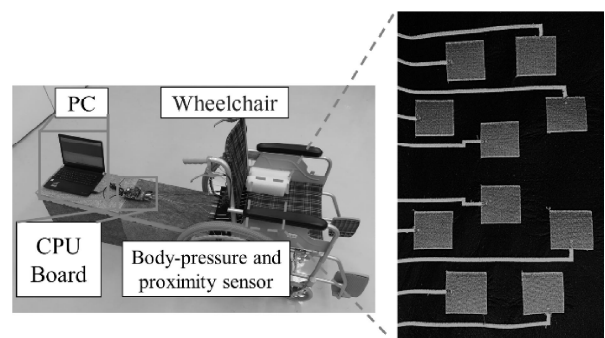 PC
Wheelchair
CPU
Board
Body-pressure and
proximity sensor